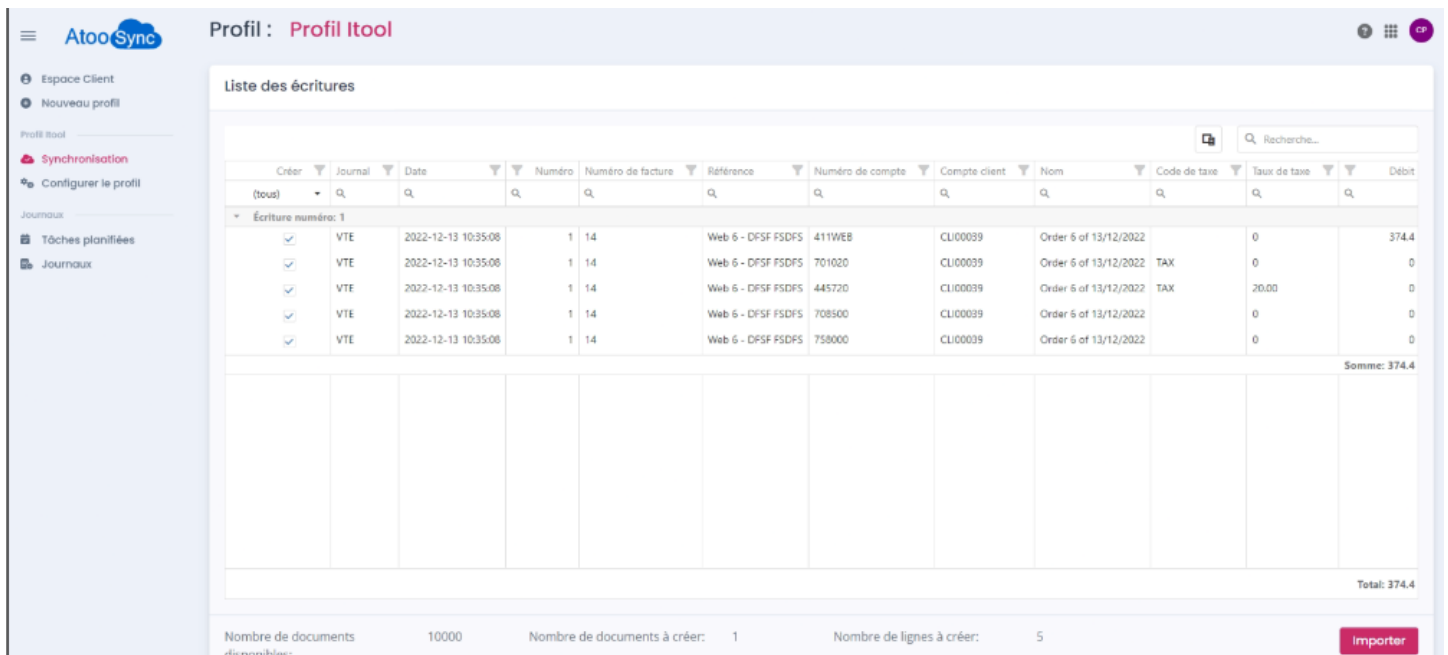 AtooSync
Profil : Profil Itool
CP
Espace Client
Nouveau profil
Profil Itool
Synchronisation
Configurer le profil
Journaux
Tâches planifiées
Journaux
Liste des écritures
Recherche...
Créer Journal Date Numéro Numéro de facture Référence Numéro de compte Compte client Nom Code de taxe Taux de taxe Débit
(tous)
Écriture numéro: 1
VTE 2022-12-13 10:35:08 1 14 Web 6 - DFSF FSDFS 411WEB CLI00039 Order 6 of 13/12/2022 0 374.4
VTE 2022-12-13 10:35:08 1 14 Web 6 - DFSF FSDFS 701020 CLI00039 Order 6 of 13/12/2022 TAX 0 0
VTE 2022-12-13 10:35:08 1 14 Web 6 - DFSF FSDFS 445720 CLI00039 Order 6 of 13/12/2022 TAX 20.00 0
VTE 2022-12-13 10:35:08 1 14 Web 6 - DFSF FSDFS 708500 CLI00039 Order 6 of 13/12/2022 0 0
VTE 2022-12-13 10:35:08 1 14 Web 6 - DFSF FSDFS 758000 CLI00039 Order 6 of 13/12/2022 0 0
Somme: 374.4
Total: 374.4
Nombre de documents disponibles: 10000 Nombre de documents à créer: 1 Nombre de lignes à créer: 5
Importer